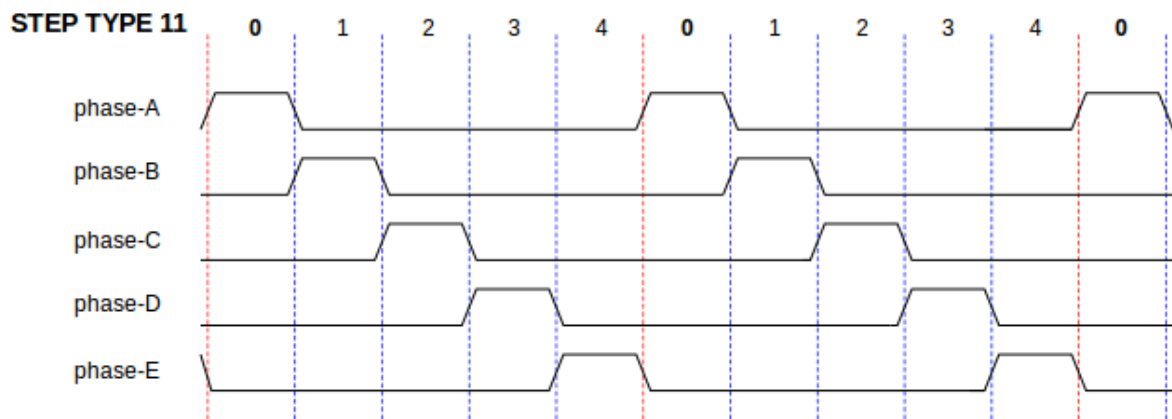 STEP TYPE 11 0 1 2 3 4 0 1 2 3 4 0
phase-A
phase-B
phase-C
phase-D
phase-E